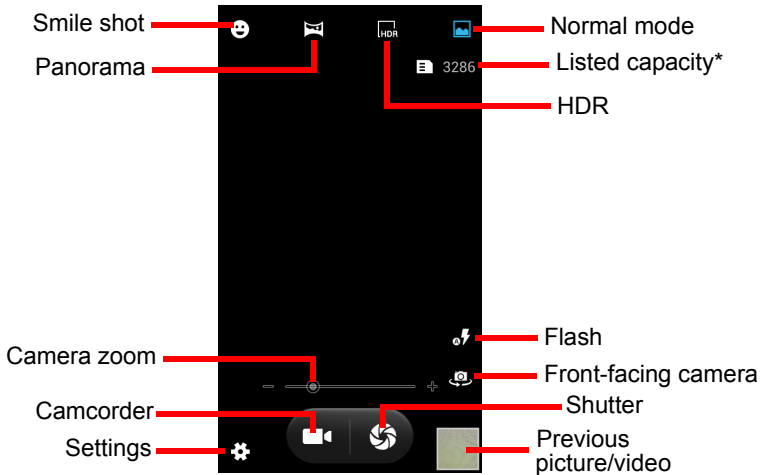 Smile shot
Normal mode
Panorama
HDR
3286
Listed capacity*
HDR
A
Flash
Camera zoom
Front-facing camera
Camcorder
Shutter
Settings
Previous
picture/video